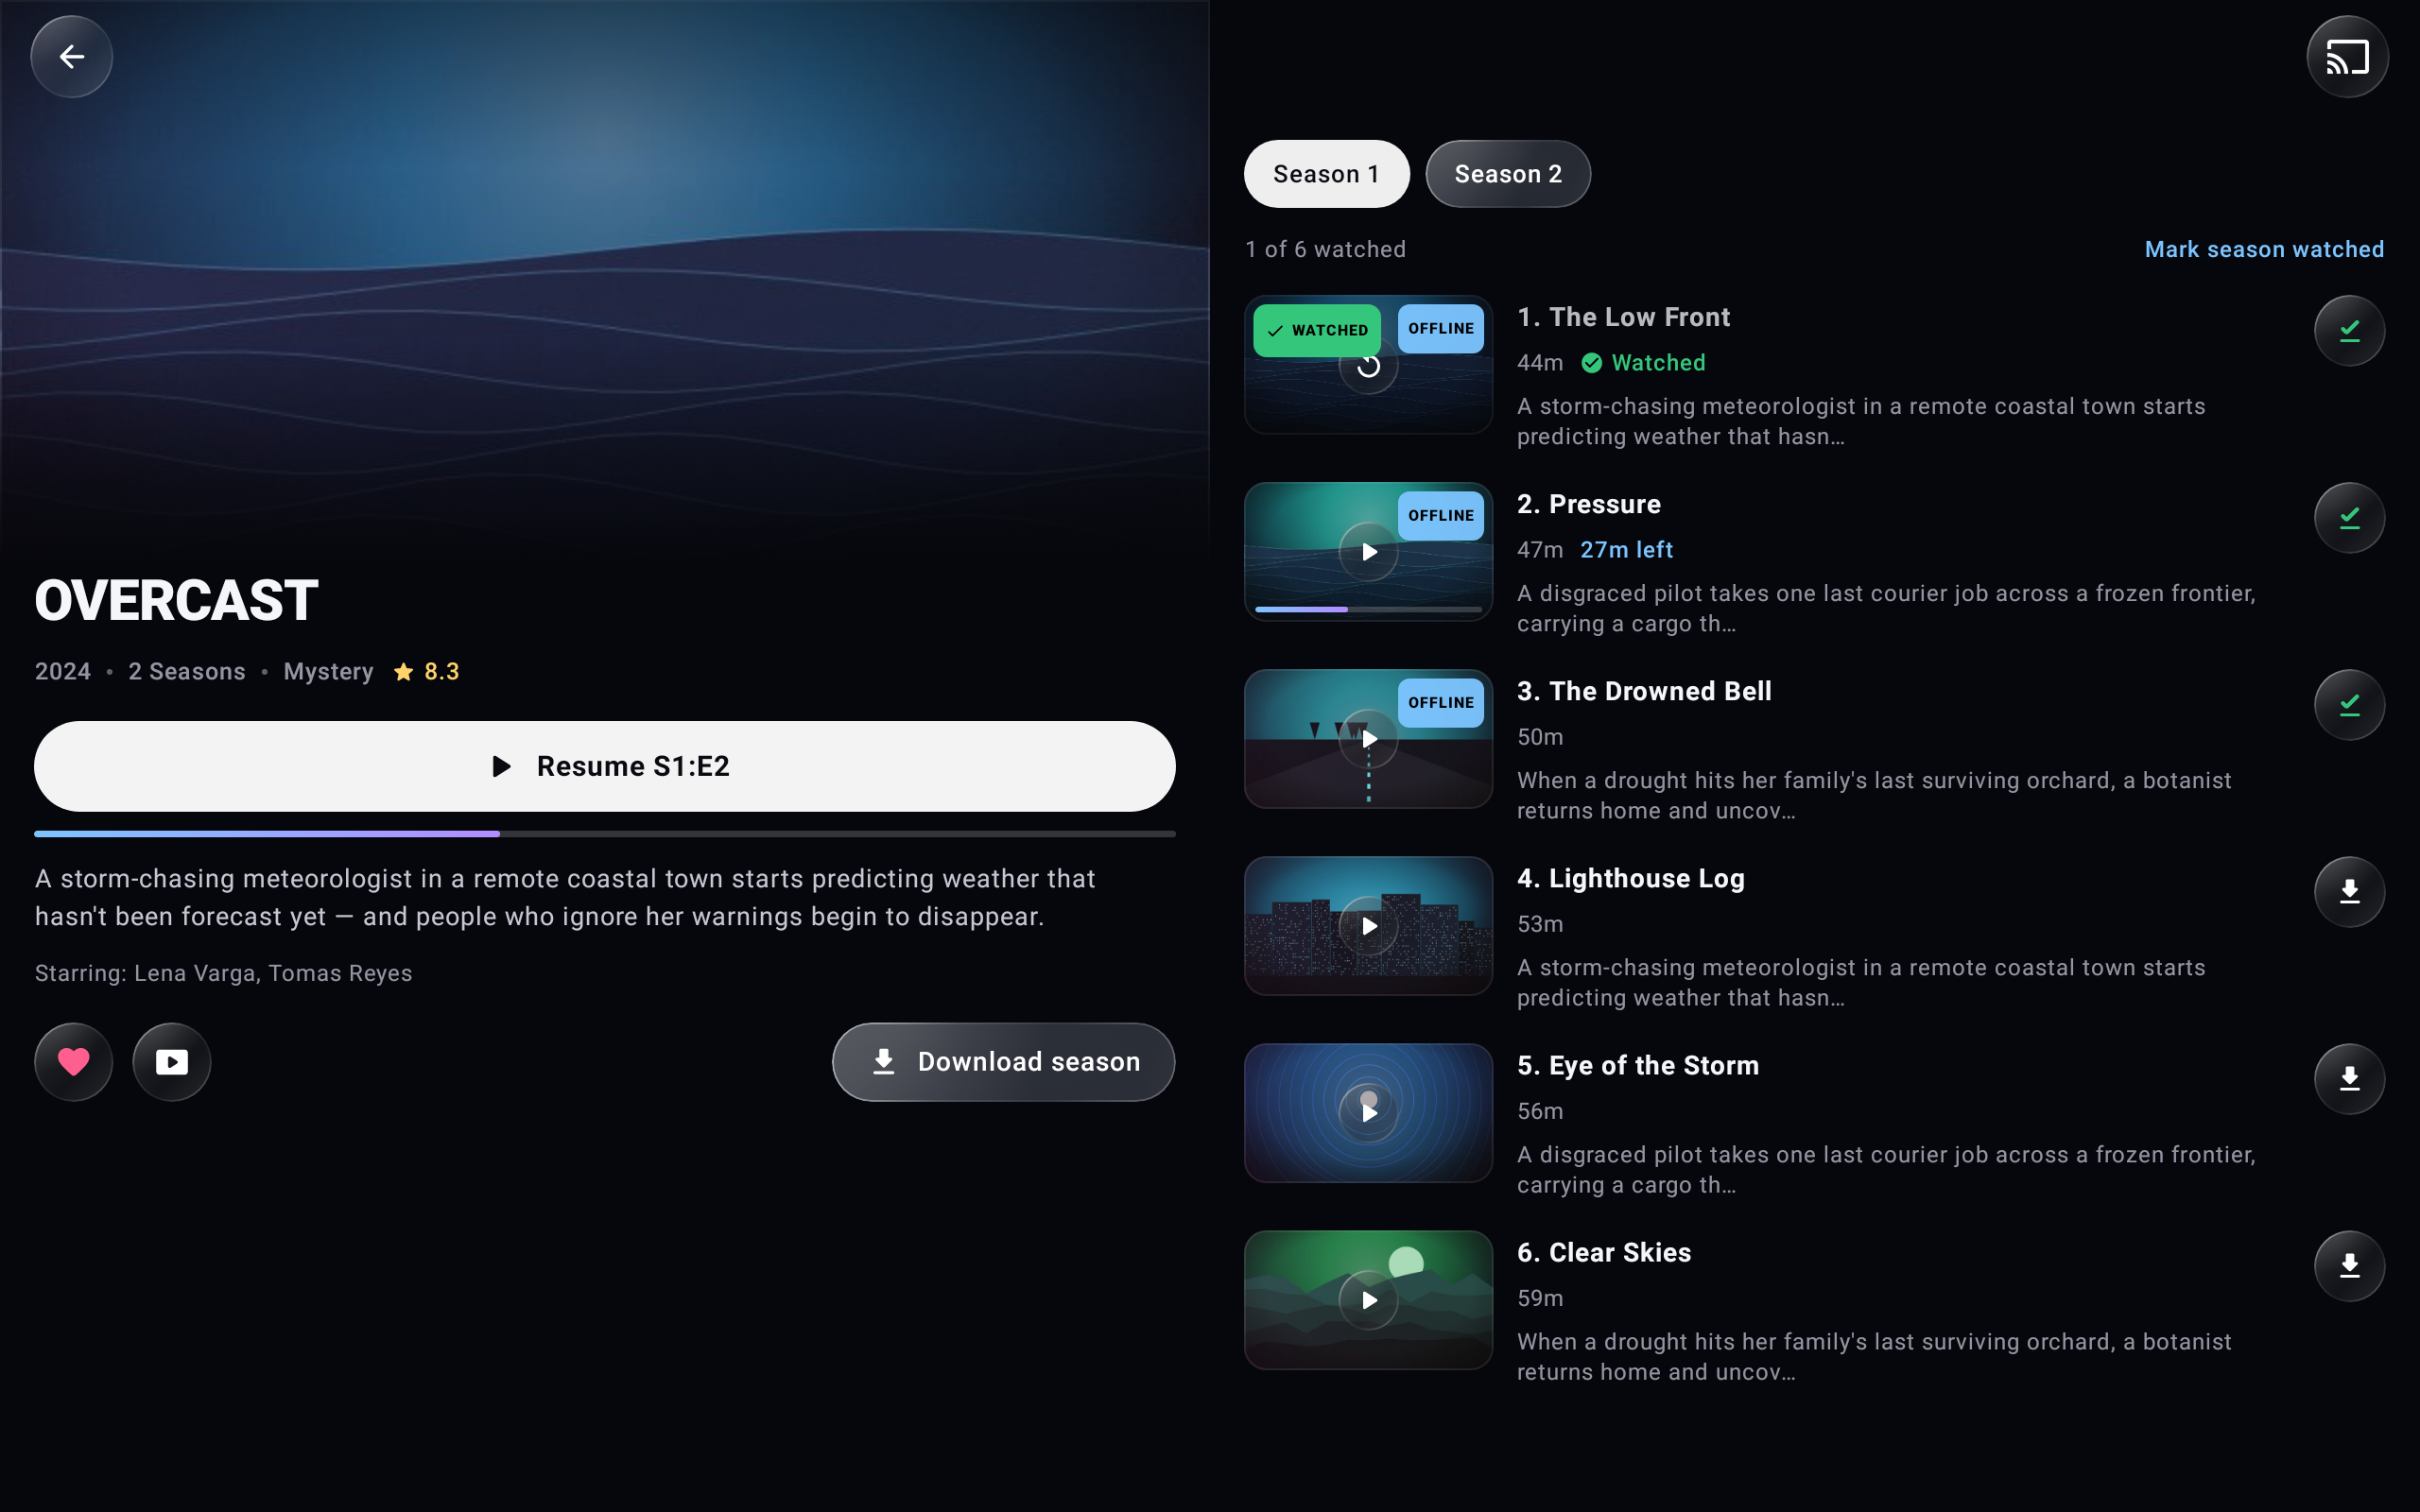 OVERCAST
2024 • 2 Seasons • Mystery 8.3
Resume S1:E2
A storm-chasing meteorologist in a remote coastal town starts predicting weather that
hasn't been forecast yet — and people who ignore her warnings begin to disappear.
Starring: Lena Varga, Tomas Reyes
Download season
Season 1 Season 2
1 of 6 watched Mark season watched
WATCHED OFFLINE
1. The Low Front
44m Watched
A storm-chasing meteorologist in a remote coastal town starts
predicting weather that hasn…
OFFLINE
2. Pressure
47m 27m left
A disgraced pilot takes one last courier job across a frozen frontier,
carrying a cargo th…
OFFLINE
3. The Drowned Bell
50m
When a drought hits her family's last surviving orchard, a botanist
returns home and uncov…
4. Lighthouse Log
53m
A storm-chasing meteorologist in a remote coastal town starts
predicting weather that hasn…
5. Eye of the Storm
56m
A disgraced pilot takes one last courier job across a frozen frontier,
carrying a cargo th…
6. Clear Skies
59m
When a drought hits her family's last surviving orchard, a botanist
returns home and uncov…